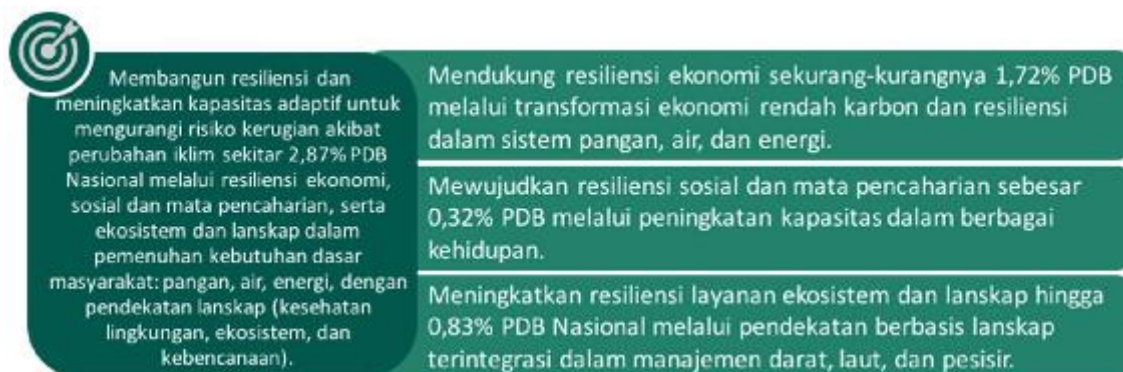 Membangun resiliensi dan
meningkatkan kapasitas adaptif untuk
mengurangi risiko kerugian akibat
perubahan iklim sekitar 2,87% PDB
Nasional melalui resiliensi ekonomi,
sosial dan mata pencaharian, serta
ekosistem dan lanskap dalam
pemenuhan kebutuhan dasar
masyarakat: pangan, air, energi, dengan
pendekatan lanskap (kesehatan
lingkungan, ekosistem, dan
kebencanaan).
Mendukung resiliensi ekonomi sekurang-kurangnya 1,72% PDB
melalui transformasi ekonomi rendah karbon dan resiliensi
dalam sistem pangan, air, dan energi.
Mewujudkan resiliensi sosial dan mata pencaharian sebesar
0,32% PDB melalui peningkatan kapasitas dalam berbagai
kehidupan.
Meningkatkan resiliensi layanan ekosistem dan lanskap hingga
0,83% PDB Nasional melalui pendekatan berbasis lanskap
terintegrasi dalam manajemen darat, laut, dan pesisir.